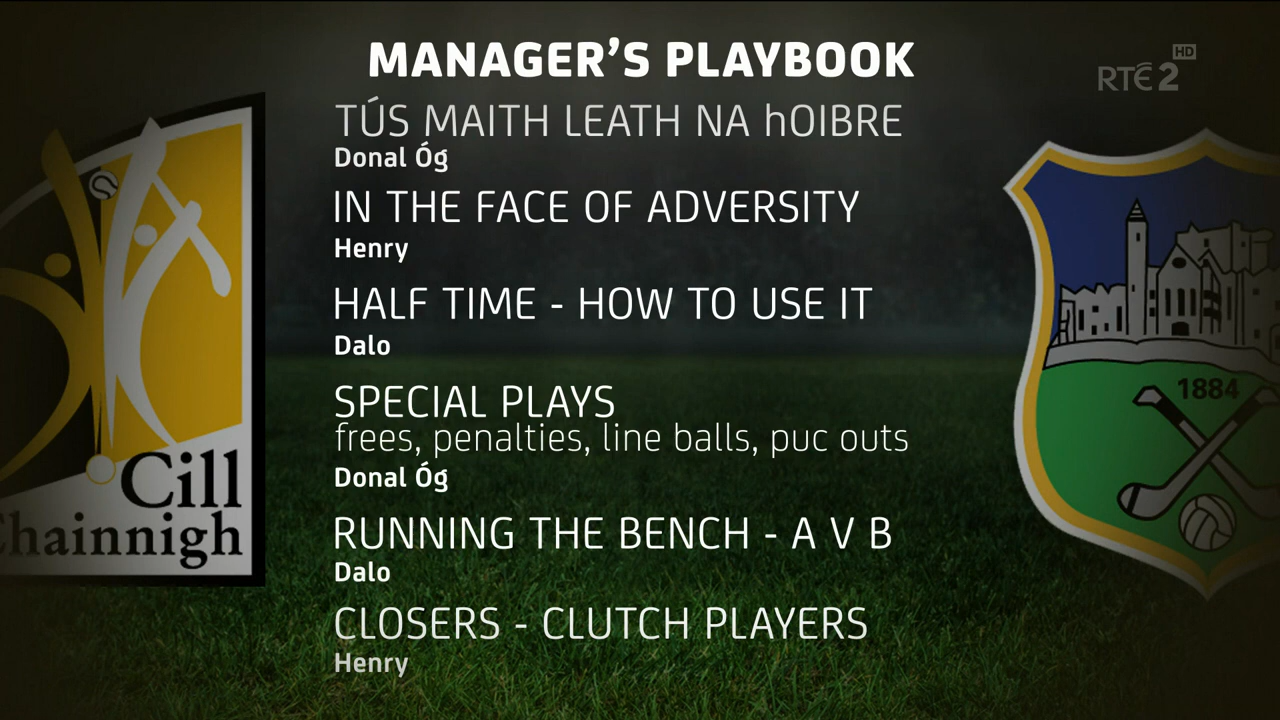 MANAGER'S PLAYBOOK
RTÉ 2 HD
TÚS MAITH LEATH NA hOIBRE
Donal Óg
IN THE FACE OF ADVERSITY
Henry
HALF TIME - HOW TO USE IT
Dalo
SPECIAL PLAYS
frees, penalties, line balls, puc outs
Donal Óg
RUNNING THE BENCH - A V B
Dalo
CLOSERS - CLUTCH PLAYERS
Henry
Cill
Chainnigh
1884